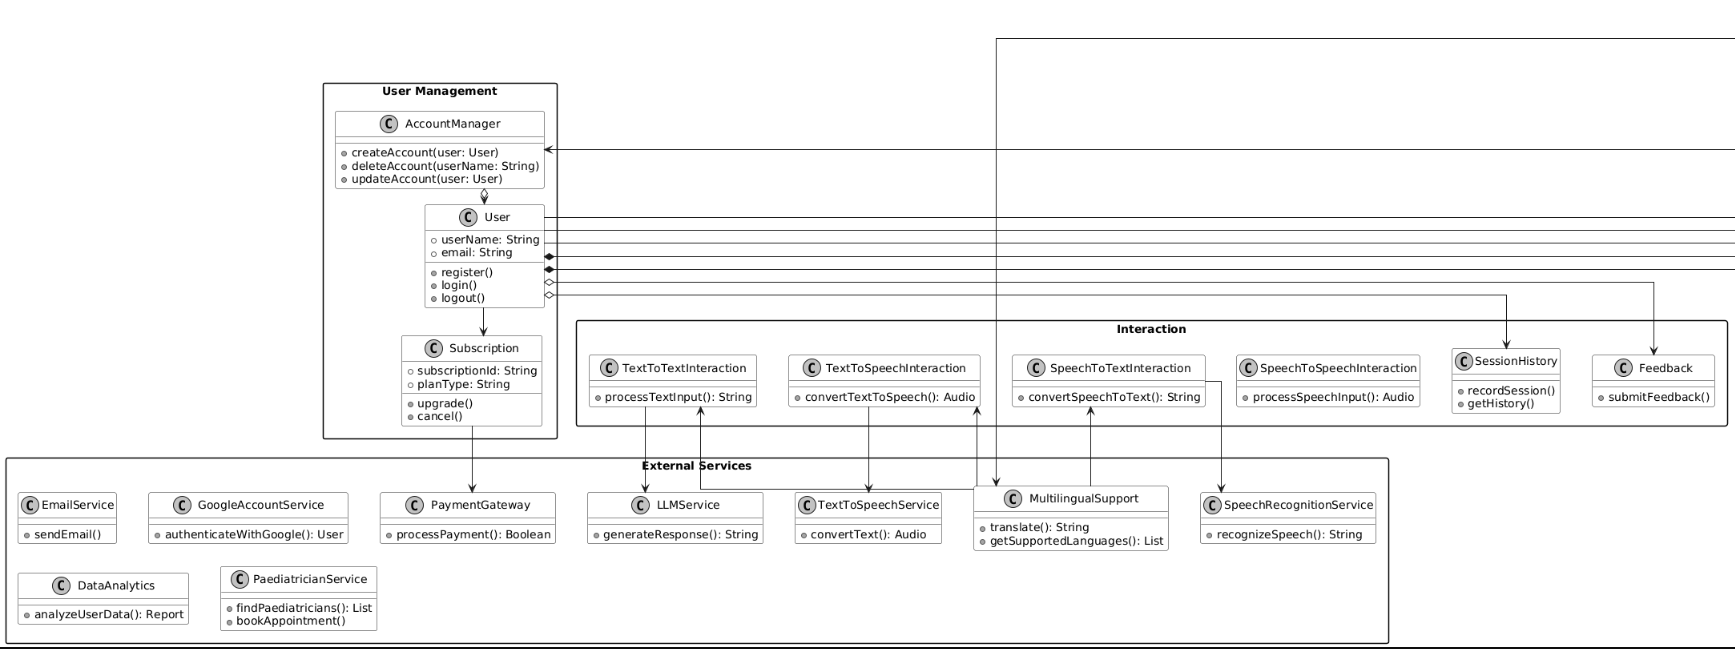 User Management
C AccountManager
createAccount(user: User)
deleteAccount(userName: String)
updateAccount(user: User)
C User
userName: String
email: String
register()
login()
logout()
C Subscription
subscriptionId: String
planType: String
upgrade()
cancel()
Interaction
C TextToTextInteraction
processTextInput(): String
C TextToSpeechInteraction
convertTextToSpeech(): Audio
C SpeechToTextInteraction
convertSpeechToText(): String
C SpeechToSpeechInteraction
processSpeechInput(): Audio
C SessionHistory
recordSession()
getHistory()
C Feedback
submitFeedback()
External Services
C EmailService
sendEmail()
C GoogleAccountService
authenticateWithGoogle(): User
C PaymentGateway
processPayment(): Boolean
C LLMService
generateResponse(): String
C TextToSpeechService
convertText(): Audio
C MultilingualSupport
translate(): String
getSupportedLanguages(): List
C SpeechRecognitionService
recognizeSpeech(): String
C DataAnalytics
analyzeUserData(): Report
C PaediatricianService
findPaediatricians(): List
bookAppointment()